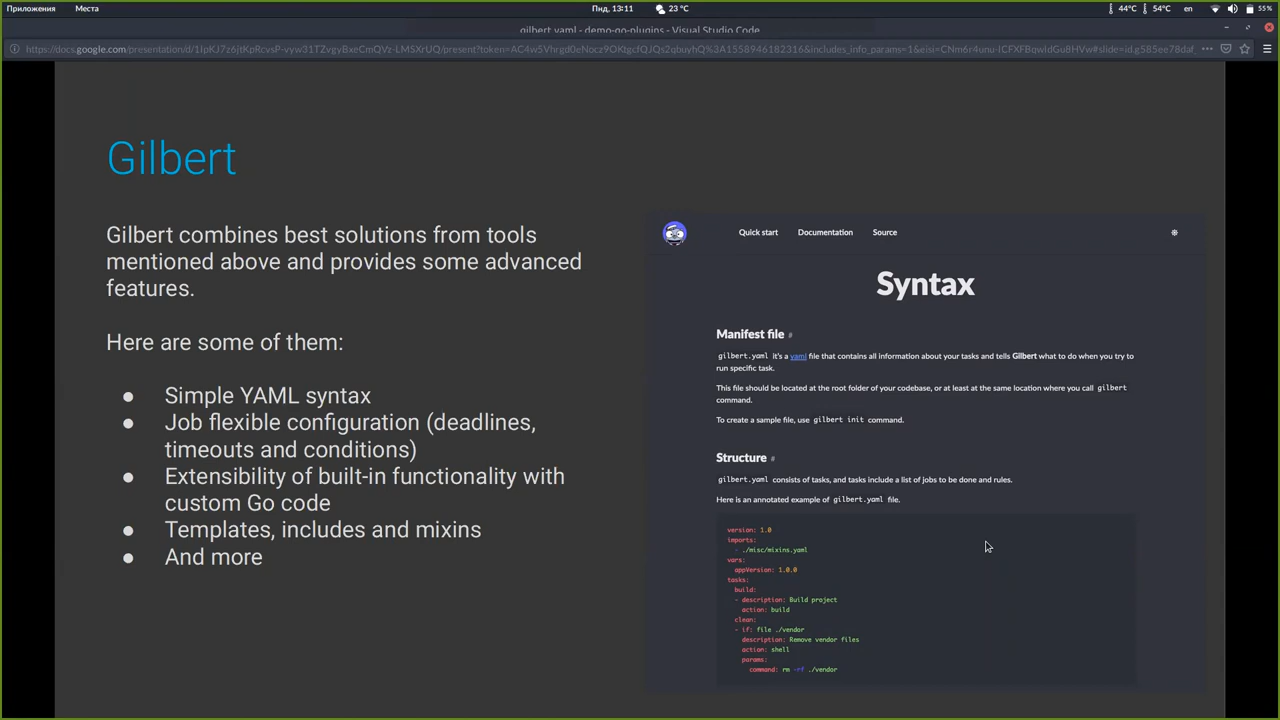 Приложения Места Пнд, 13:11 23 °C 44°C 54°C en 55%
gilbert.yaml - demo-go-plugins - Visual Studio Code
Gilbert
Gilbert combines best solutions from tools
mentioned above and provides some advanced
features.
Here are some of them:
● Simple YAML syntax
● Job flexible configuration (deadlines,
timeouts and conditions)
● Extensibility of built-in functionality with
custom Go code
● Templates, includes and mixins
● And more
Quick start Documentation Source
Syntax
Manifest file #
gilbert.yaml it's a yaml file that contains all information about your tasks and tells Gilbert what to do when you try to
run specific task.
This file should be located at the root folder of your codebase, or at least at the same location where you call gilbert
command.
To create a sample file, use gilbert init command.
Structure #
gilbert.yaml consists of tasks, and tasks include a list of jobs to be done and rules.
Here is an annotated example of gilbert.yaml file.
version: 1.0
imports:
- ./misc/mixins.yaml
vars:
appVersion: 1.0.0
tasks:
build:
- description: Build project
action: build
clean:
- if: file ./vendor
description: Remove vendor files
action: shell
params:
command: rm -rf ./vendor